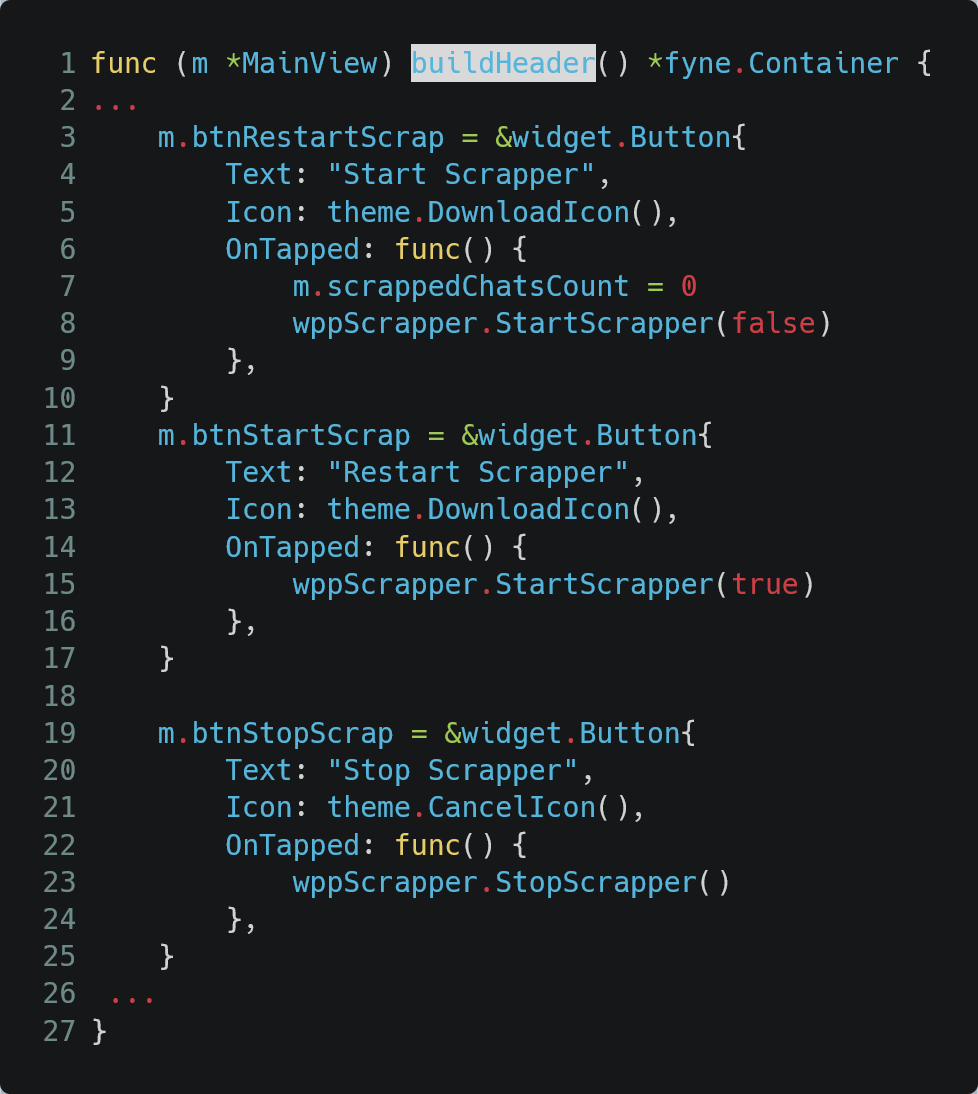 1 func (m *MainView) buildHeader() *fyne.Container {
2 ...
3     m.btnRestartScrap = &widget.Button{
4         Text: "Start Scrapper",
5         Icon: theme.DownloadIcon(),
6         OnTapped: func() {
7             m.scrappedChatsCount = 0
8             wppScrapper.StartScrapper(false)
9         },
10     }
11     m.btnStartScrap = &widget.Button{
12         Text: "Restart Scrapper",
13         Icon: theme.DownloadIcon(),
14         OnTapped: func() {
15             wppScrapper.StartScrapper(true)
16         },
17     }
18
19     m.btnStopScrap = &widget.Button{
20         Text: "Stop Scrapper",
21         Icon: theme.CancelIcon(),
22         OnTapped: func() {
23             wppScrapper.StopScrapper()
24         },
25     }
26  ...
27 }